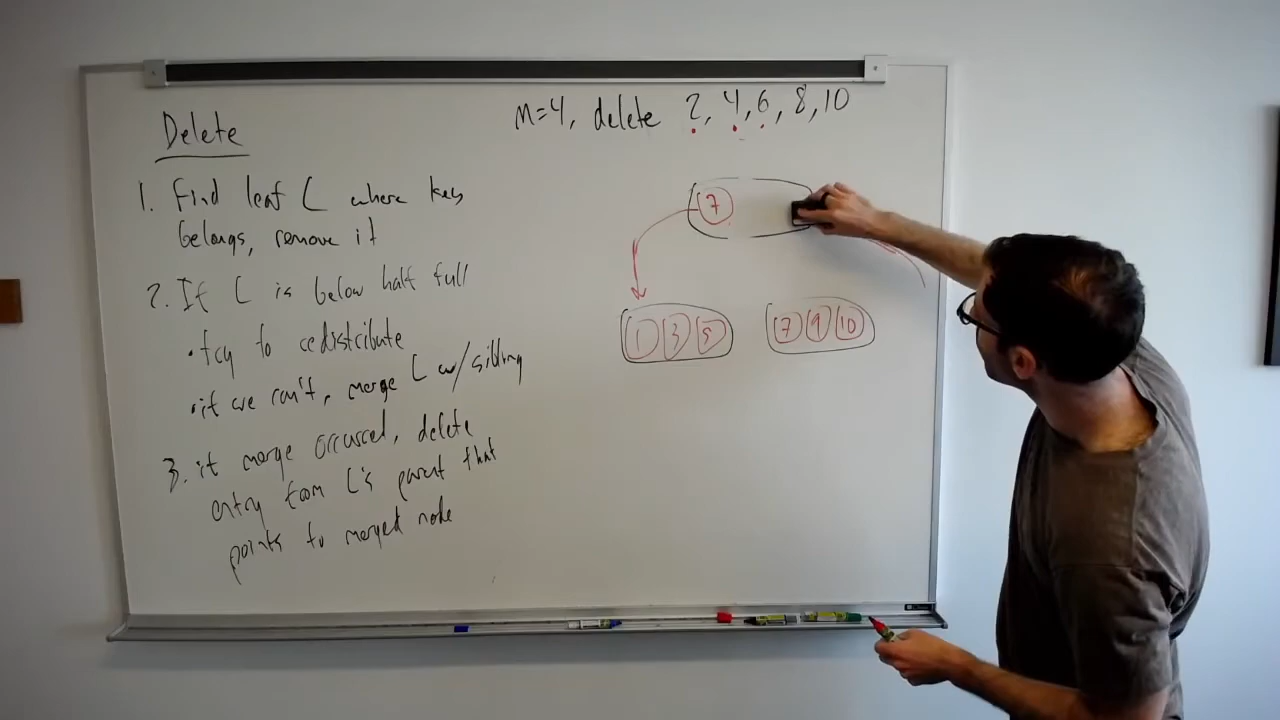 Delete
1. Find leaf L where key
belongs, remove it
2. If L is below half full
• try to redistribute
• if we can't, merge L w/sibling
3. if merge occurred, delete
entry from L's parent that
points to merged node
M=4, delete 2, 4, 6, 8, 10
7
1 3 5
7 9 10